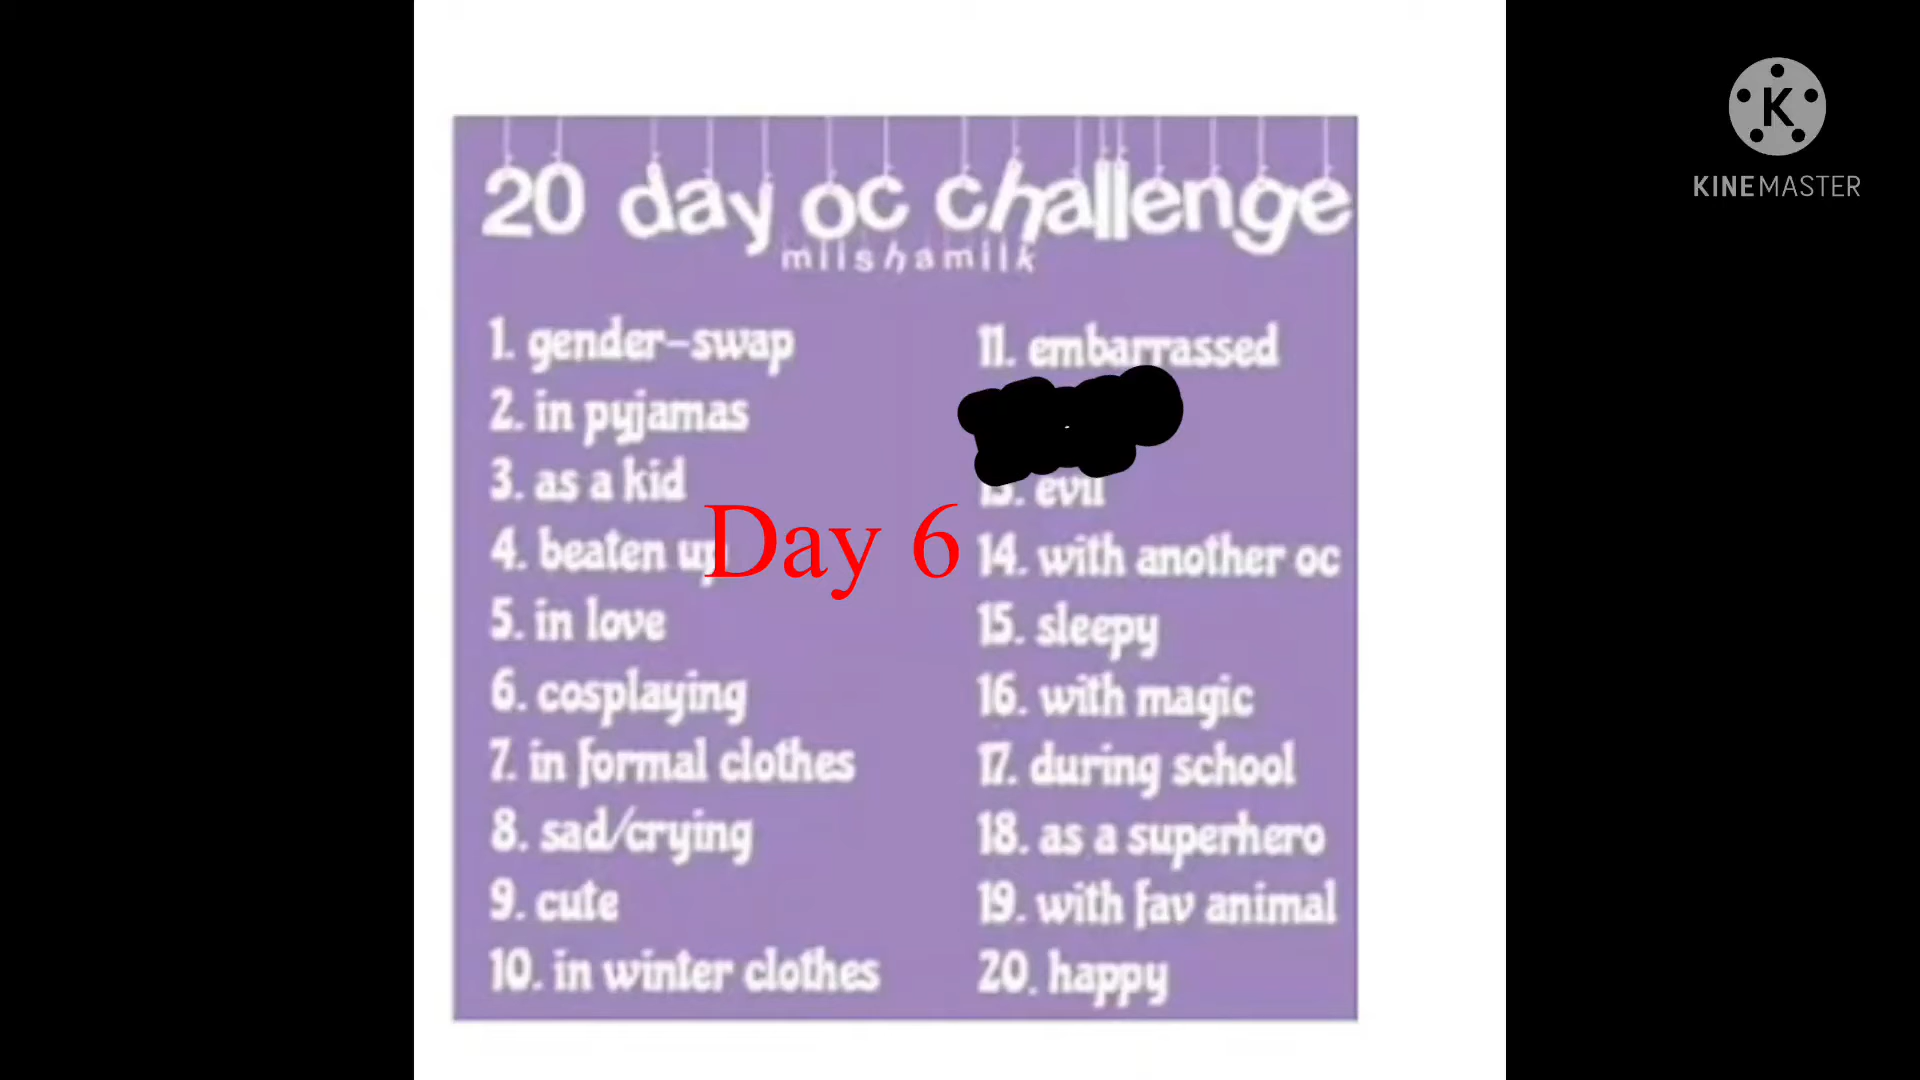 20 day oc challenge
milshamilk
1. gender-swap
2. in pyjamas
3. as a kid
4. beaten up
5. in love
6. cosplaying
7. in formal clothes
8. sad/crying
9. cute
10. in winter clothes
11. embarrassed
13. evil
14. with another oc
15. sleepy
16. with magic
17. during school
18. as a superhero
19. with fav animal
20. happy
Day 6
K
KINEMASTER